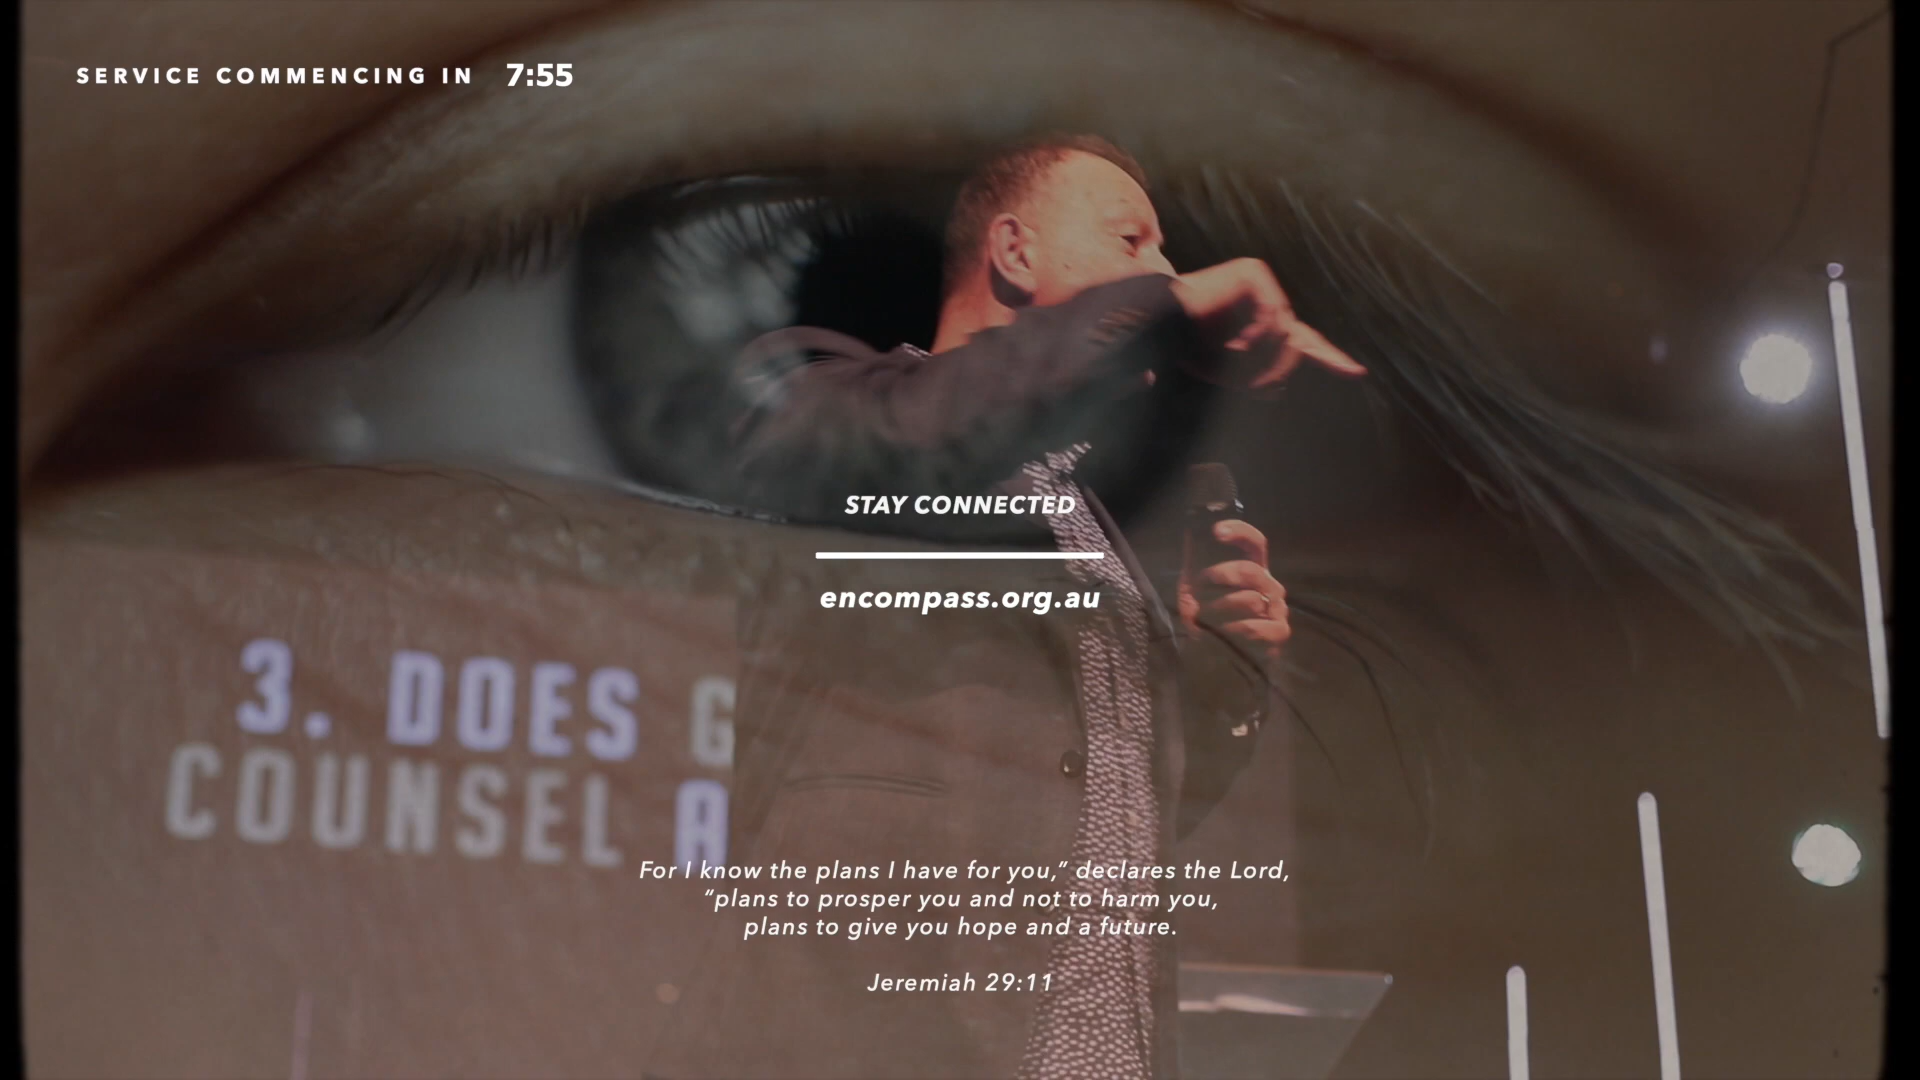 SERVICE COMMENCING IN 7:55
STAY CONNECTED
encompass.org.au
3. DOES
COUNSEL
For I know the plans I have for you,” declares the Lord,
“plans to prosper you and not to harm you,
plans to give you hope and a future.
Jeremiah 29:11